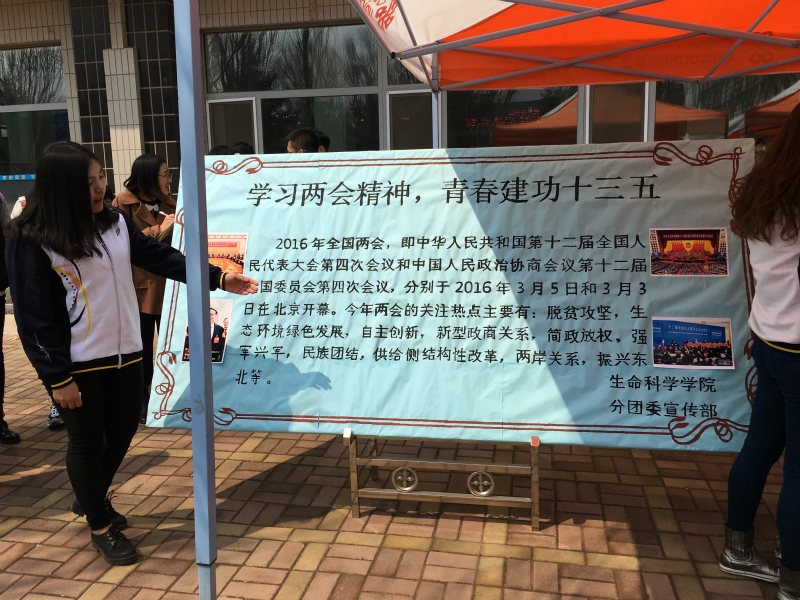 学习两会精神，青春建功十三五
2016年全国两会，即中华人民共和国第十二届全国人
民代表大会第四次会议和中国人民政治协商会议第十二届
国委员会第四次会议，分别于2016年3月5日和3月3
日在北京开幕。今年两会的关注热点主要有：脱贫攻坚，生
态环境绿色发展，自主创新，新型政商关系，简政放权、强
军兴军，民族团结，供给侧结构性改革，两岸关系，振兴东
北等。
生命科学学院
分团委宣传部